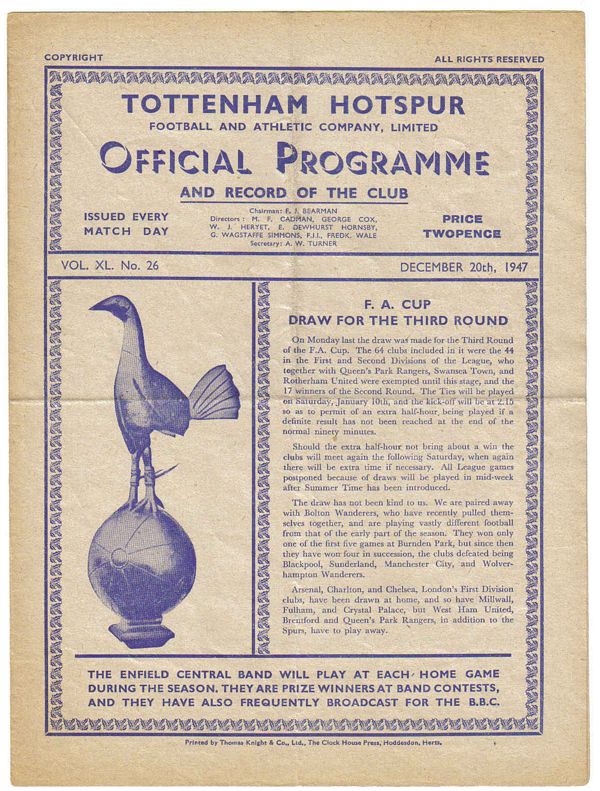 COPYRIGHT
ALL RIGHTS RESERVED
TOTTENHAM HOTSPUR
FOOTBALL AND ATHLETIC COMPANY, LIMITED
OFFICIAL PROGRAMME
AND RECORD OF THE CLUB
ISSUED EVERY
MATCH DAY
Chairman: F. J. BEARMAN
Directors: M. F. CADMAN, GEORGE COX,
W. J. HERYET, E. DEWHURST HORNSBY,
G. WAGSTAFFE SIMMONS, F.J.I., FREDK. WALE
Secretary: A. W. TURNER
PRICE
TWOPENCE
VOL. XL. No. 26
DECEMBER 20th, 1947
F. A. CUP
DRAW FOR THE THIRD ROUND
On Monday last the draw was made for the Third Round
of the F.A. Cup. The 64 clubs included in it were the 44
in the First and Second Divisions of the League, who
together with Queen's Park Rangers, Swansea Town, and
Rotherham United were exempted until this stage, and the
17 winners of the Second Round. The Ties will be played
on Saturday, January 10th, and the kick-off will be at 2.15
so as to permit of an extra half-hour being played if a
definite result has not been reached at the end of the
normal ninety minutes.
Should the extra half-hour not bring about a win the
clubs will meet again the following Saturday, when again
there will be extra time if necessary. All League games
postponed because of draws will be played in mid-week
after Summer Time has been introduced.
The draw has not been kind to us. We are paired away
with Bolton Wanderers, who have recently pulled them-
selves together, and are playing vastly different football
from that of the early part of the season. They won only
one of the first five games at Burnden Park, but since then
they have won four in succession, the clubs defeated being
Blackpool, Sunderland, Manchester City, and Wolver-
hampton Wanderers.
Arsenal, Charlton, and Chelsea, London's First Division
clubs, have been drawn at home, and so have Millwall,
Fulham, and Crystal Palace, but West Ham United,
Brentford and Queen's Park Rangers, in addition to the
Spurs, have to play away.
THE ENFIELD CENTRAL BAND WILL PLAY AT EACH HOME GAME
DURING THE SEASON. THEY ARE PRIZE WINNERS AT BAND CONTESTS,
AND THEY HAVE ALSO FREQUENTLY BROADCAST FOR THE B.B.C.
Printed by Thomas Knight & Co., Ltd., The Clock House Press, Hoddesdon, Herts.